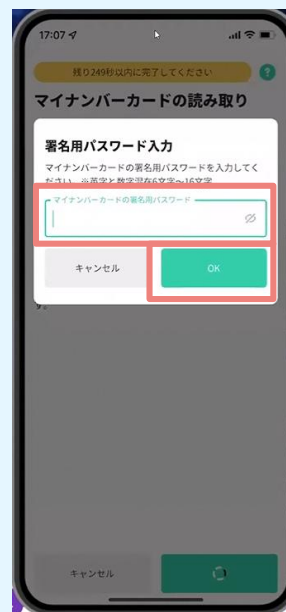 17:07
残り249秒以内に完了してください
?
マイナンバーカードの読み取り
署名用パスワード入力
マイナンバーカードの署名用パスワードを入力してく
ださい。※英字と数字混在6文字～16文字
マイナンバーカードの署名用パスワード
キャンセル
OK
す。
キャンセル